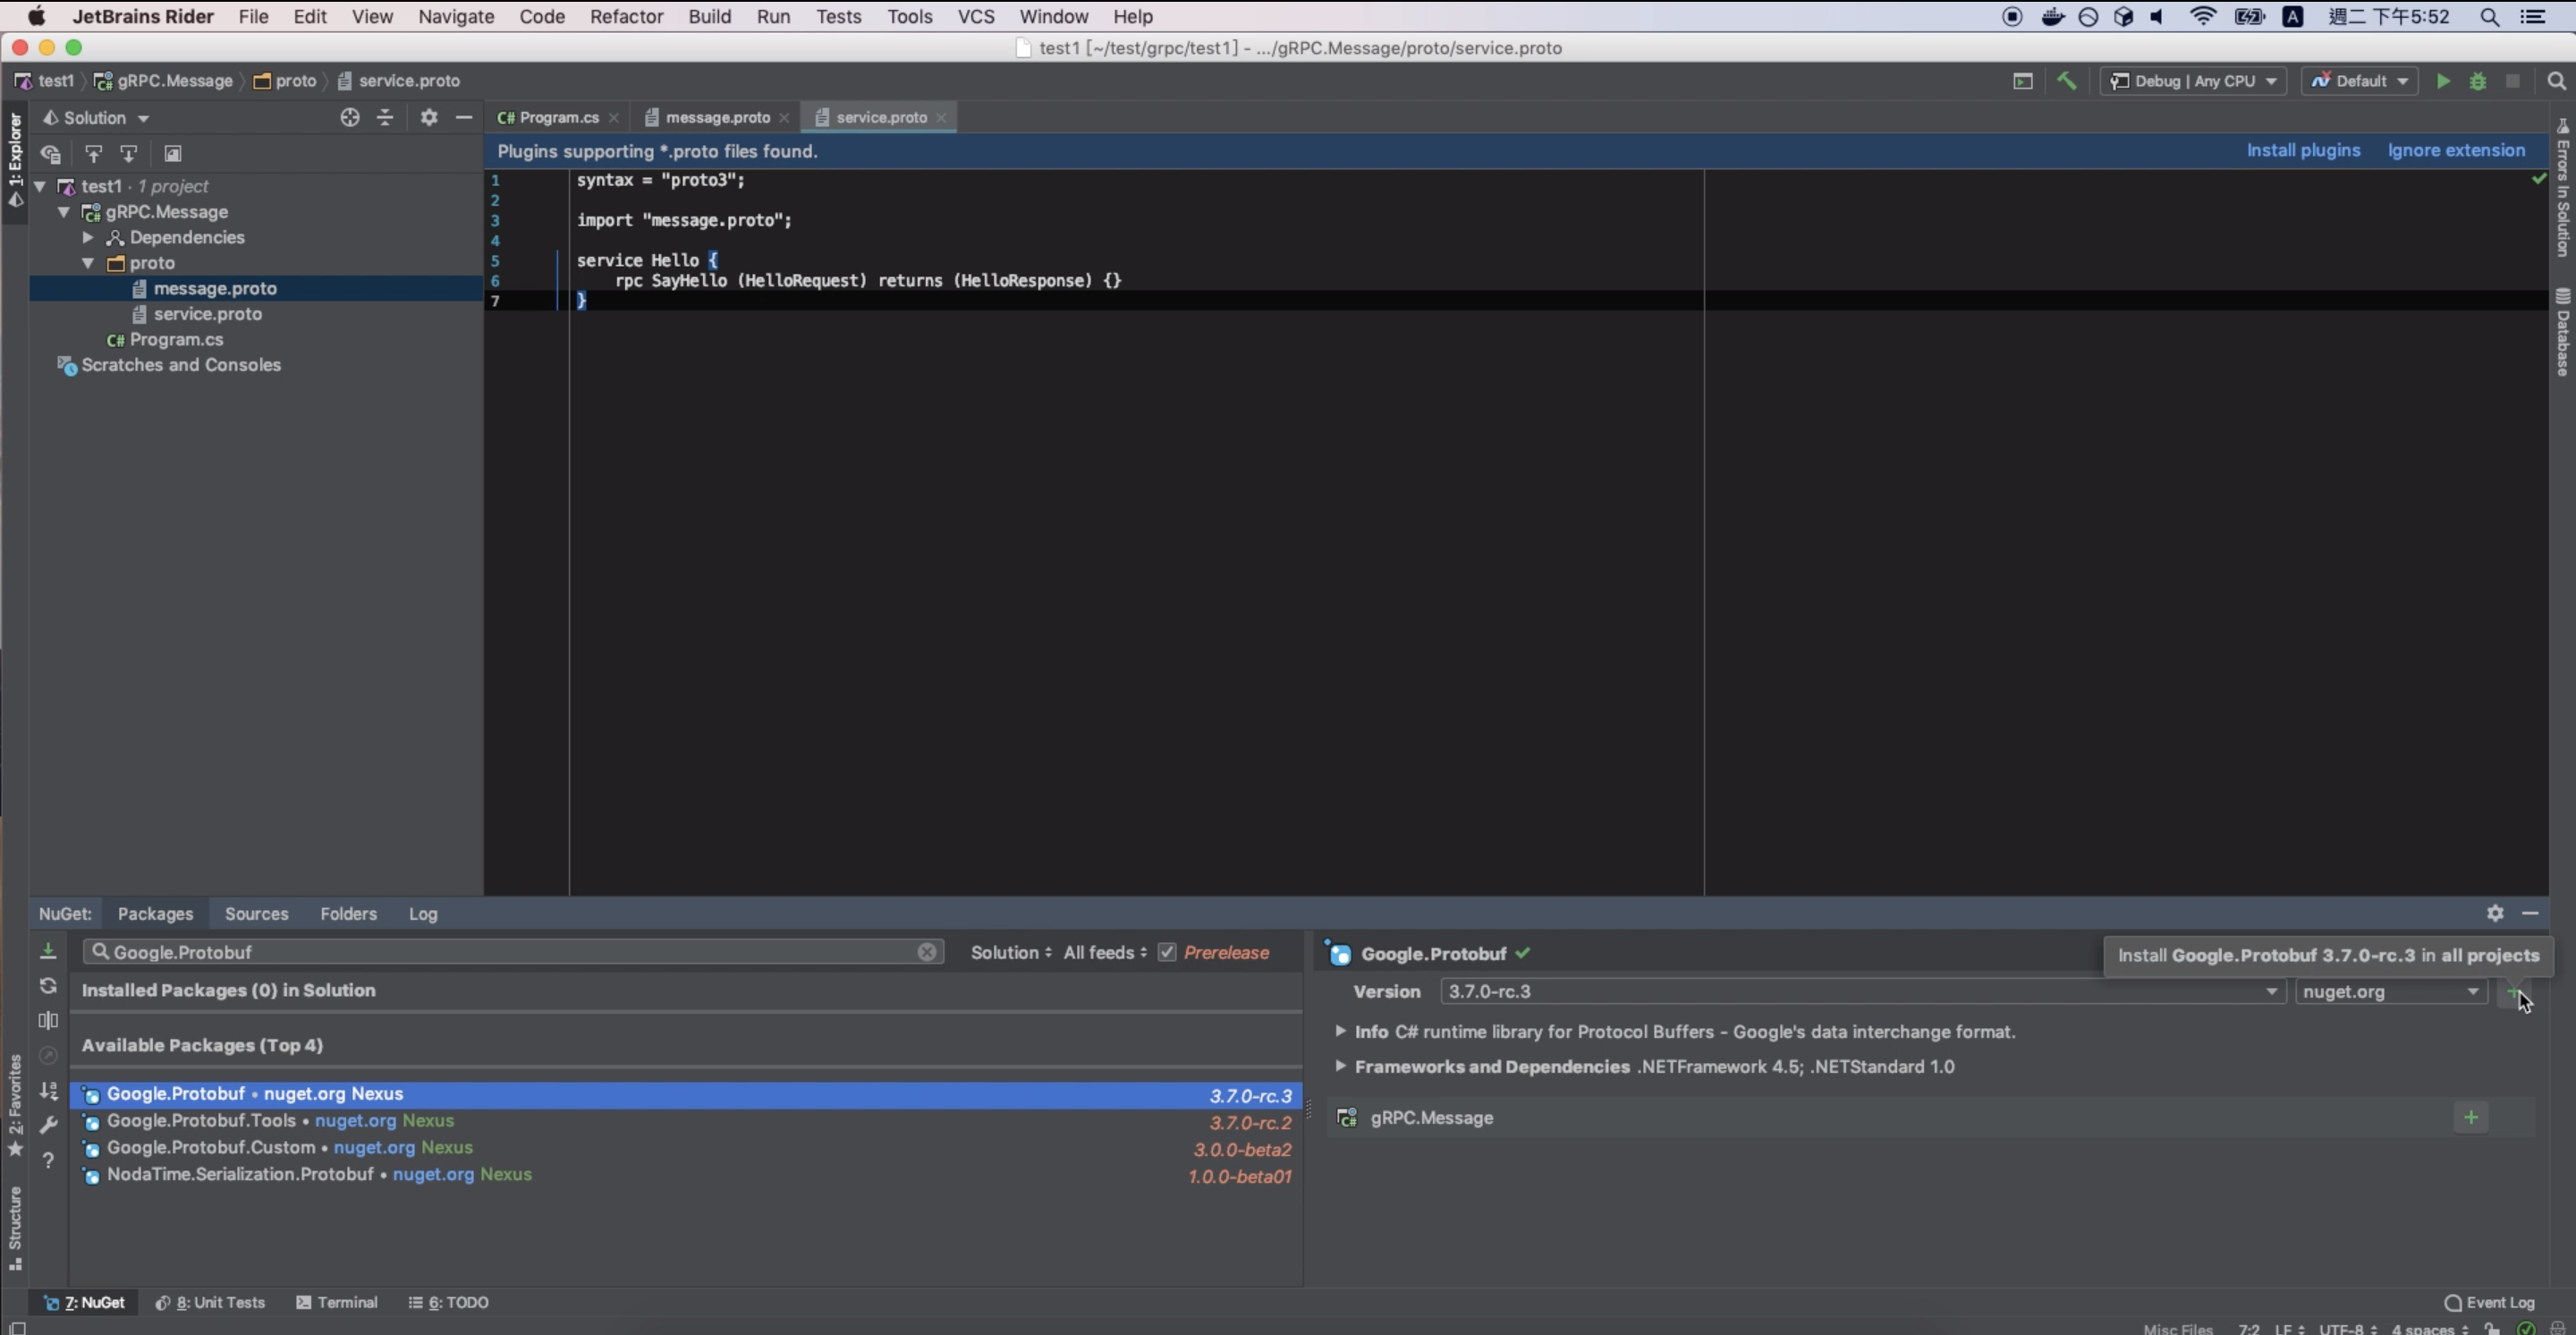 JetBrains Rider File Edit View Navigate Code Refactor Build Run Tests Tools VCS Window Help A 週二 下午5:52
test1 [~/test/grpc/test1] - .../gRPC.Message/proto/service.proto
test1 gRPC.Message proto service.proto Debug | Any CPU Default
1: Explorer
Solution
test1 · 1 project
gRPC.Message
Dependencies
proto
message.proto
service.proto
C# Program.cs
Scratches and Consoles
C# Program.cs message.proto service.proto
Plugins supporting *.proto files found. Install plugins Ignore extension
1 syntax = "proto3";
2
3 import "message.proto";
4
5 service Hello {
6 rpc SayHello (HelloRequest) returns (HelloResponse) {}
7 }
Errors In Solution
Database
NuGet: Packages Sources Folders Log
Google.Protobuf Solution All feeds Prerelease
Installed Packages (0) in Solution
Available Packages (Top 4)
Google.Protobuf • nuget.org Nexus 3.7.0-rc.3
Google.Protobuf.Tools • nuget.org Nexus 3.7.0-rc.2
Google.Protobuf.Custom • nuget.org Nexus 3.0.0-beta2
NodaTime.Serialization.Protobuf • nuget.org Nexus 1.0.0-beta01
Google.Protobuf
Install Google.Protobuf 3.7.0-rc.3 in all projects
Version 3.7.0-rc.3 nuget.org
Info C# runtime library for Protocol Buffers - Google's data interchange format.
Frameworks and Dependencies .NETFramework 4.5; .NETStandard 1.0
gRPC.Message
2: Favorites
Structure
7: NuGet 8: Unit Tests Terminal 6: TODO Event Log
Misc Files 7:2 LF UTF-8 4 spaces